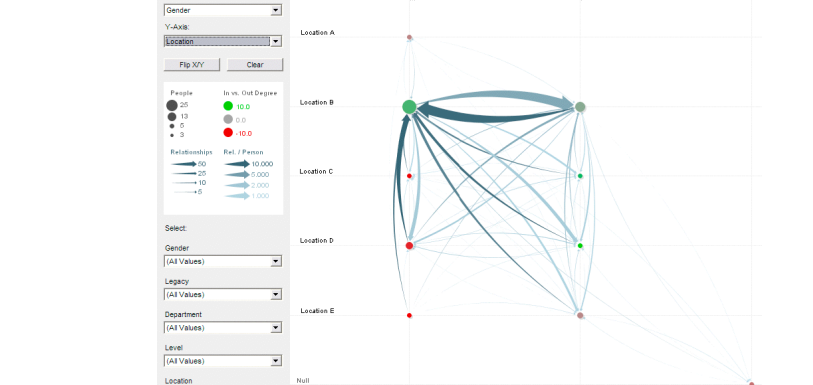 Gender
Y-Axis:
Location
Flip X/Y Clear
People In vs. Out Degree
25 10.0
13 0.0
5 -10.0
3
Relationships Rel. / Person
50 10.000
25 5.000
10 2.000
5 1.000
Select:
Gender
(All Values)
Legacy
(All Values)
Department
(All Values)
Level
(All Values)
Location
Location A
Location B
Location C
Location D
Location E
Null